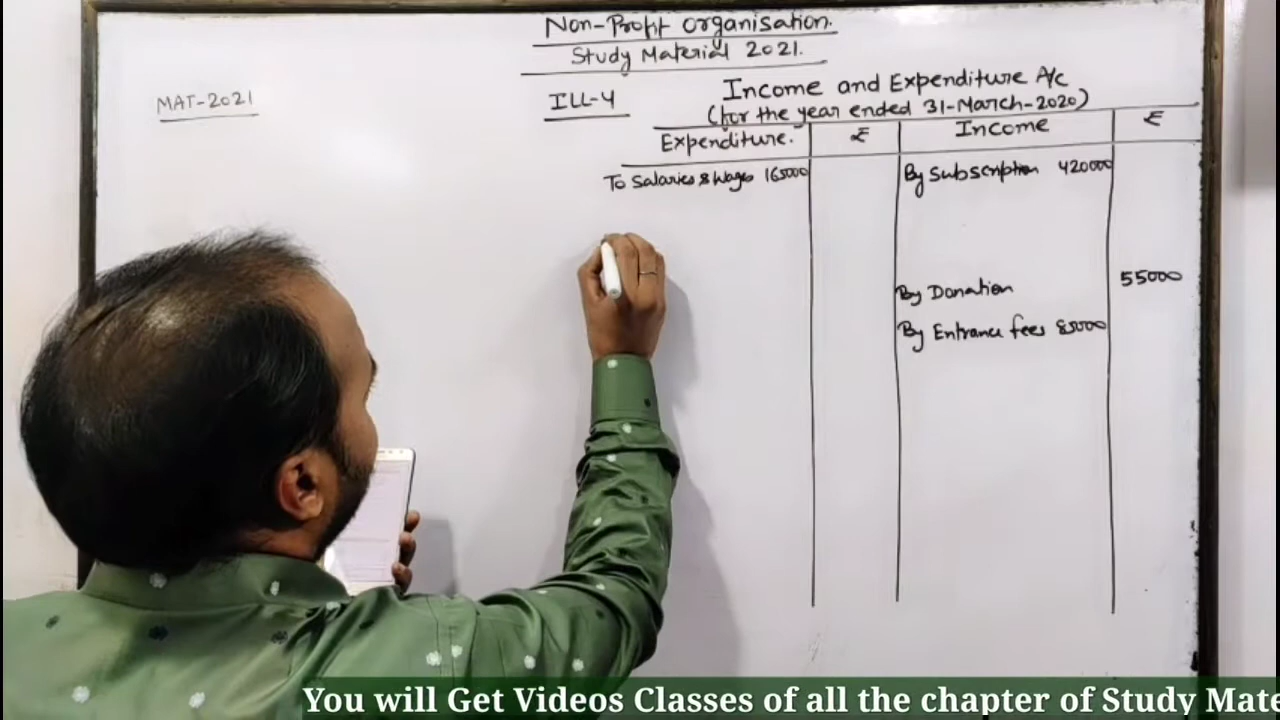 Non-Profit Organisation.
Study Material 2021.
MAT-2021
ILL-4
Income and Expenditure A/c
(for the year ended 31-March-2020)
Expenditure. ₹ Income ₹
To Salaries & Wages 165000 By Subscription 420000
By Donation 55000
By Entrance fees 85000
You will Get Videos Classes of all the chapter of Study Mate